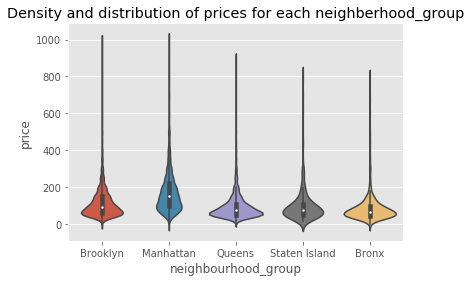 Density and distribution of prices for each neighberhood_group
1000
800
600
400
200
0
price
Brooklyn Manhattan Queens Staten Island Bronx
neighbourhood_group